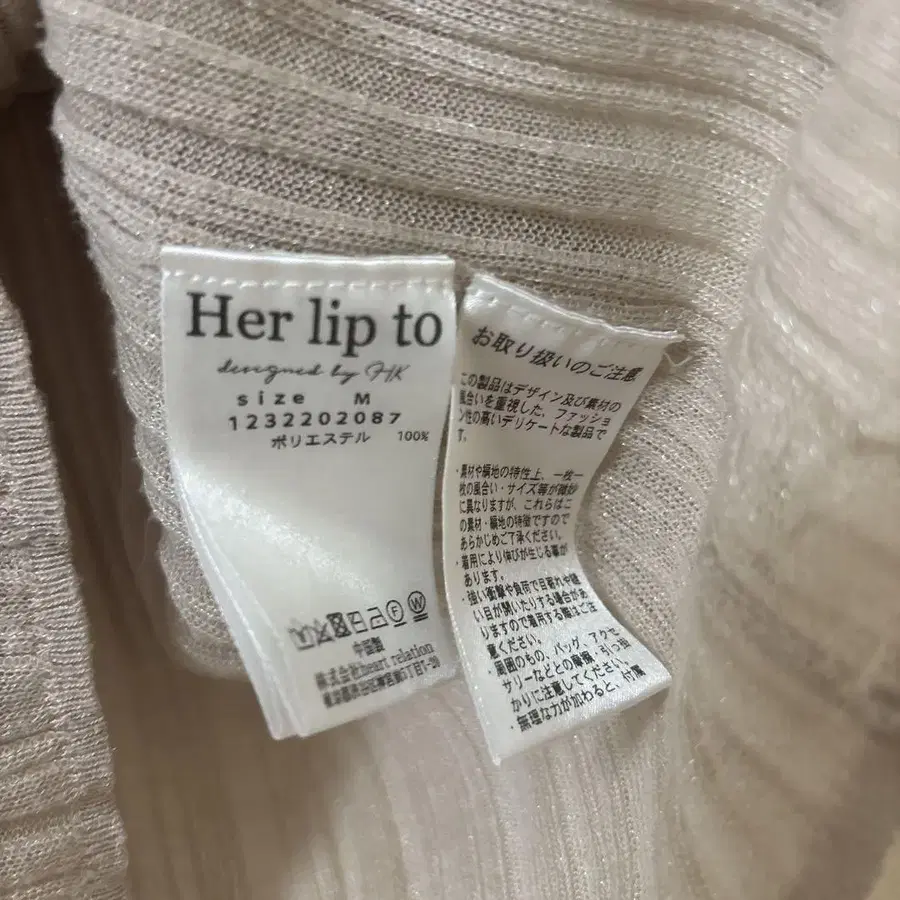 Her lip to
designed by HK
size M
1232202087
ポリエステル 100%
中国製
株式会社heart relation
お取り扱いのご注意
この製品はデザイン及び素材の
風合いを重視した、ファッショ
ン性の高いデリケートな製品で
す。
・素材や編地の特性上、一枚一
枚の風合い・サイズ等が微妙
に異なりますが、これらはこ
の素材・編地の特徴ですので
あらかじめご了承ください。
・着用により伸びが生じる事が
あります。
・強い衝撃や負荷で目崩れや縫
い目が開いたりする場合があ
りますので着用する際はご注
意ください。
周囲のもの、バッグ、アクセ
サリーなどとの摩擦、引っ掛
かりに注意してください。
・無理な力が加わると、付属